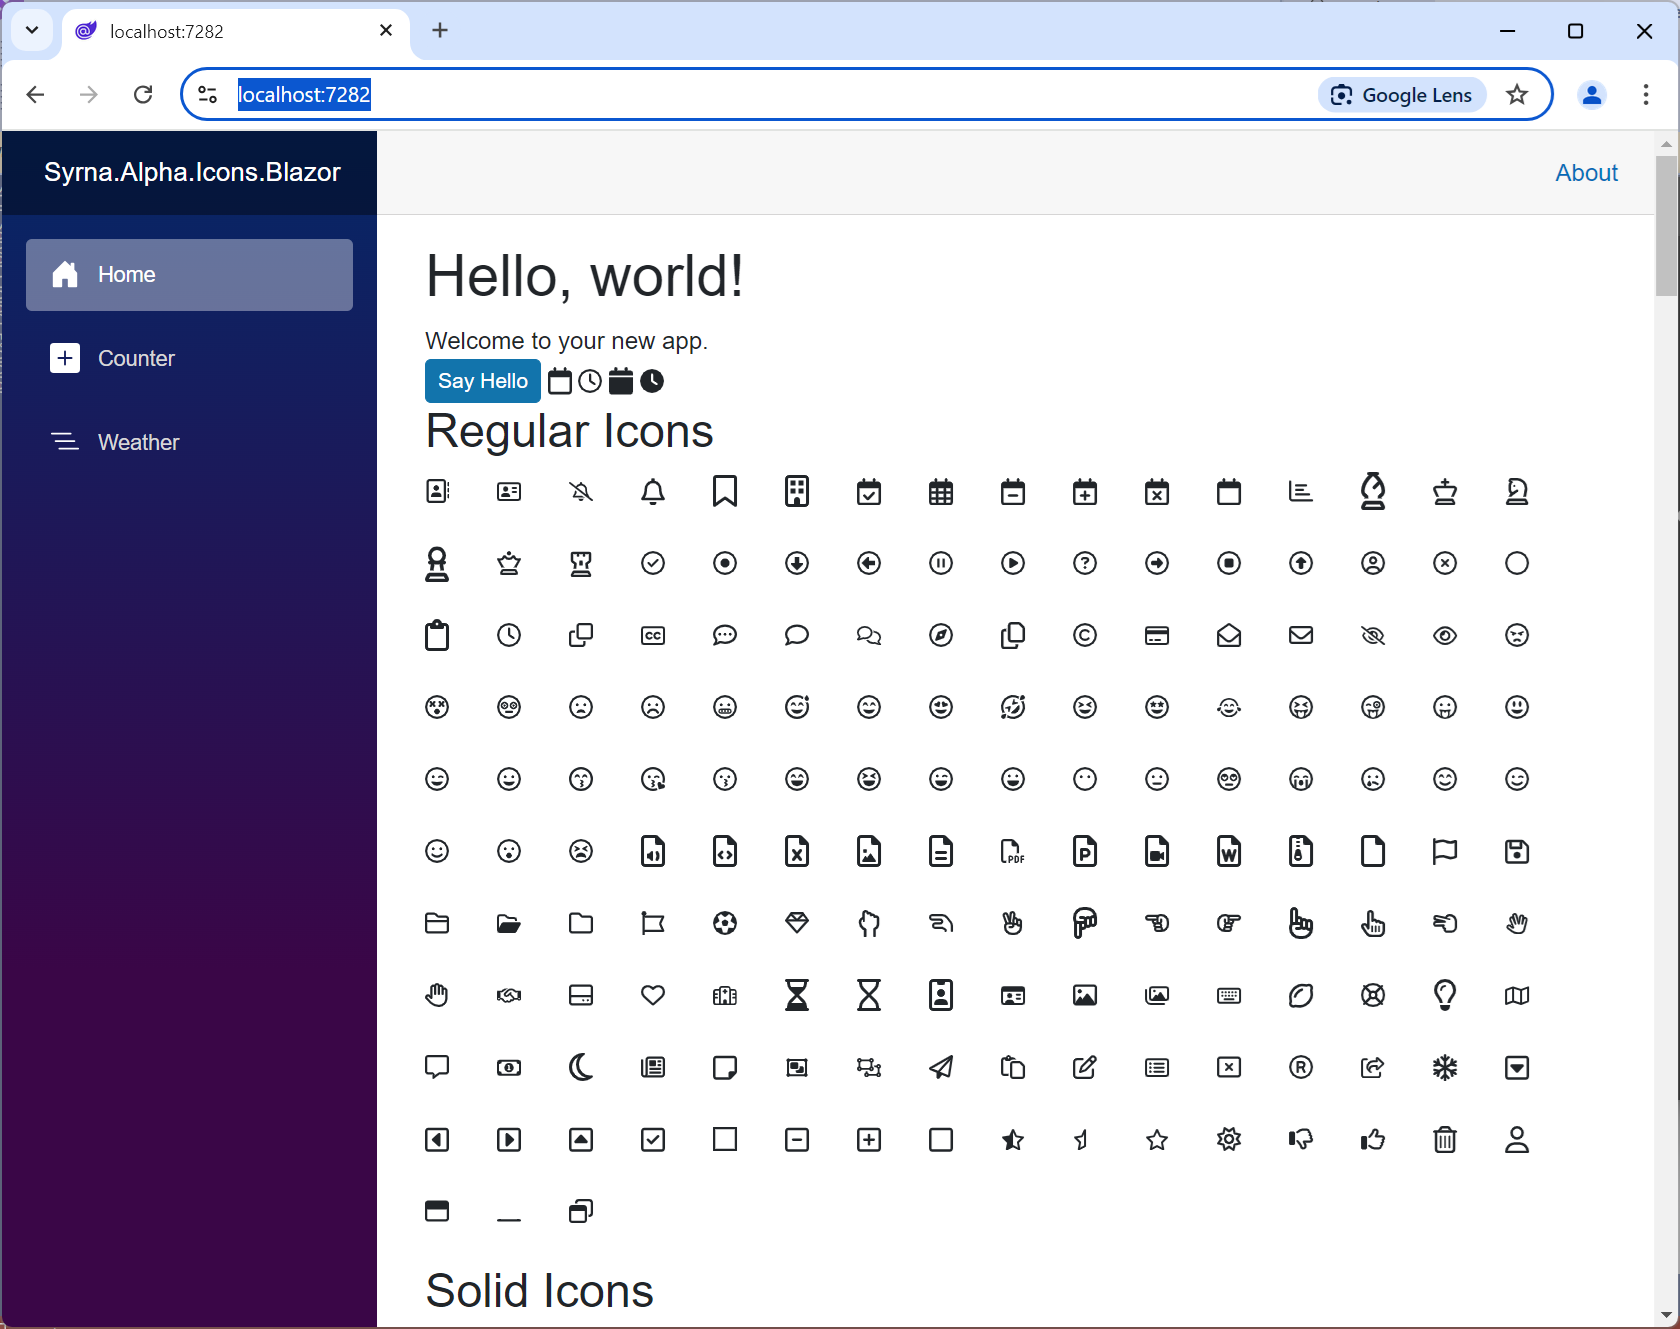 localhost:7282
localhost:7282
Google Lens
Syrna.Alpha.Icons.Blazor
About
Home
Counter
Weather
Hello, world!
Welcome to your new app.
Say Hello
Regular Icons
CC
C
PDF
P
W
R
Solid Icons